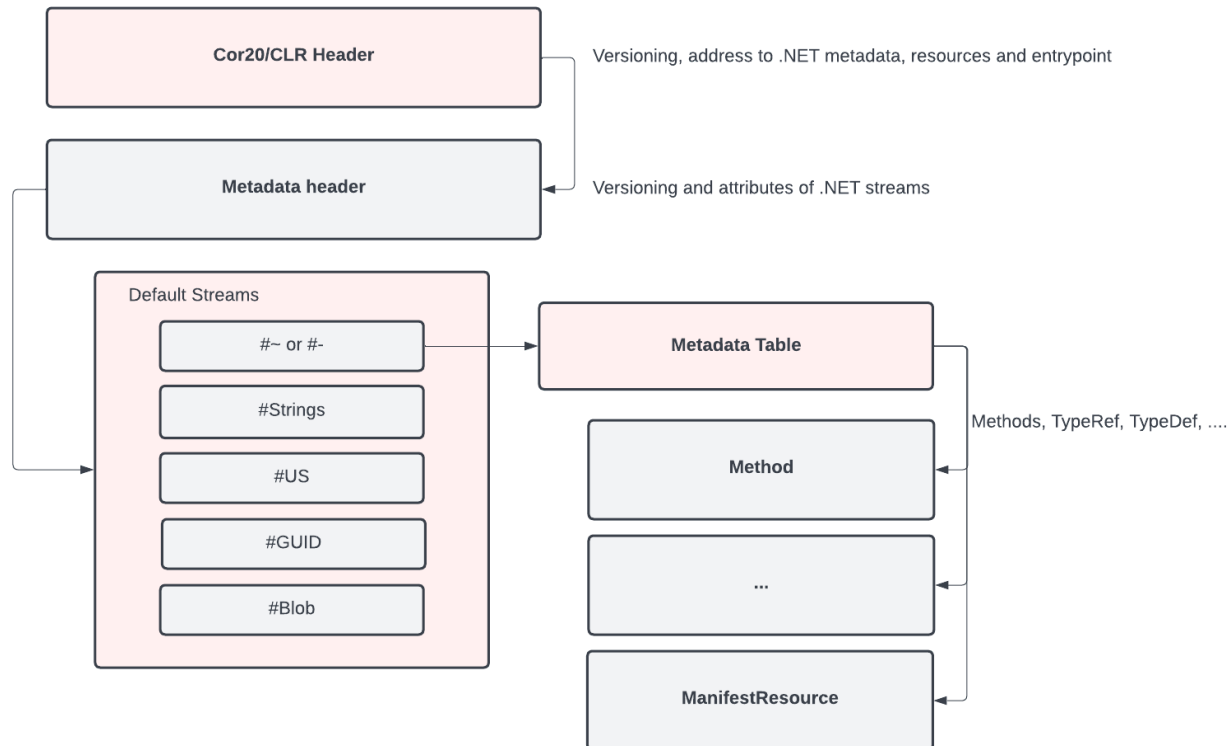 Cor20/CLR Header
Versioning, address to .NET metadata, resources and entrypoint
Metadata header
Versioning and attributes of .NET streams
Default Streams
#~ or #-
#Strings
#US
#GUID
#Blob
Metadata Table
Methods, TypeRef, TypeDef, ....
Method
...
ManifestResource